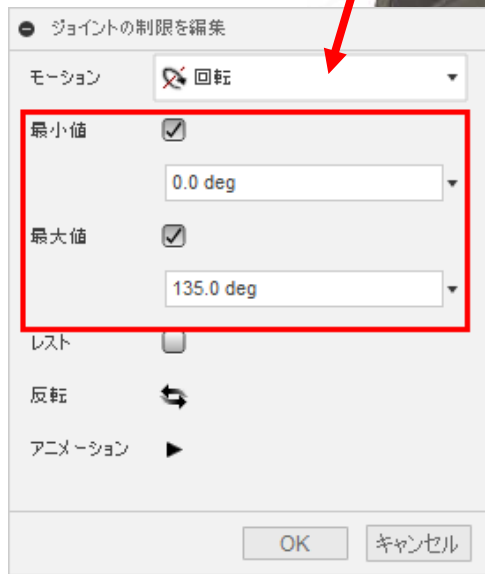 ジョイントの制限を編集
モーション 回転
最小値
0.0 deg
最大値
135.0 deg
レスト
反転
アニメーション
OK キャンセル